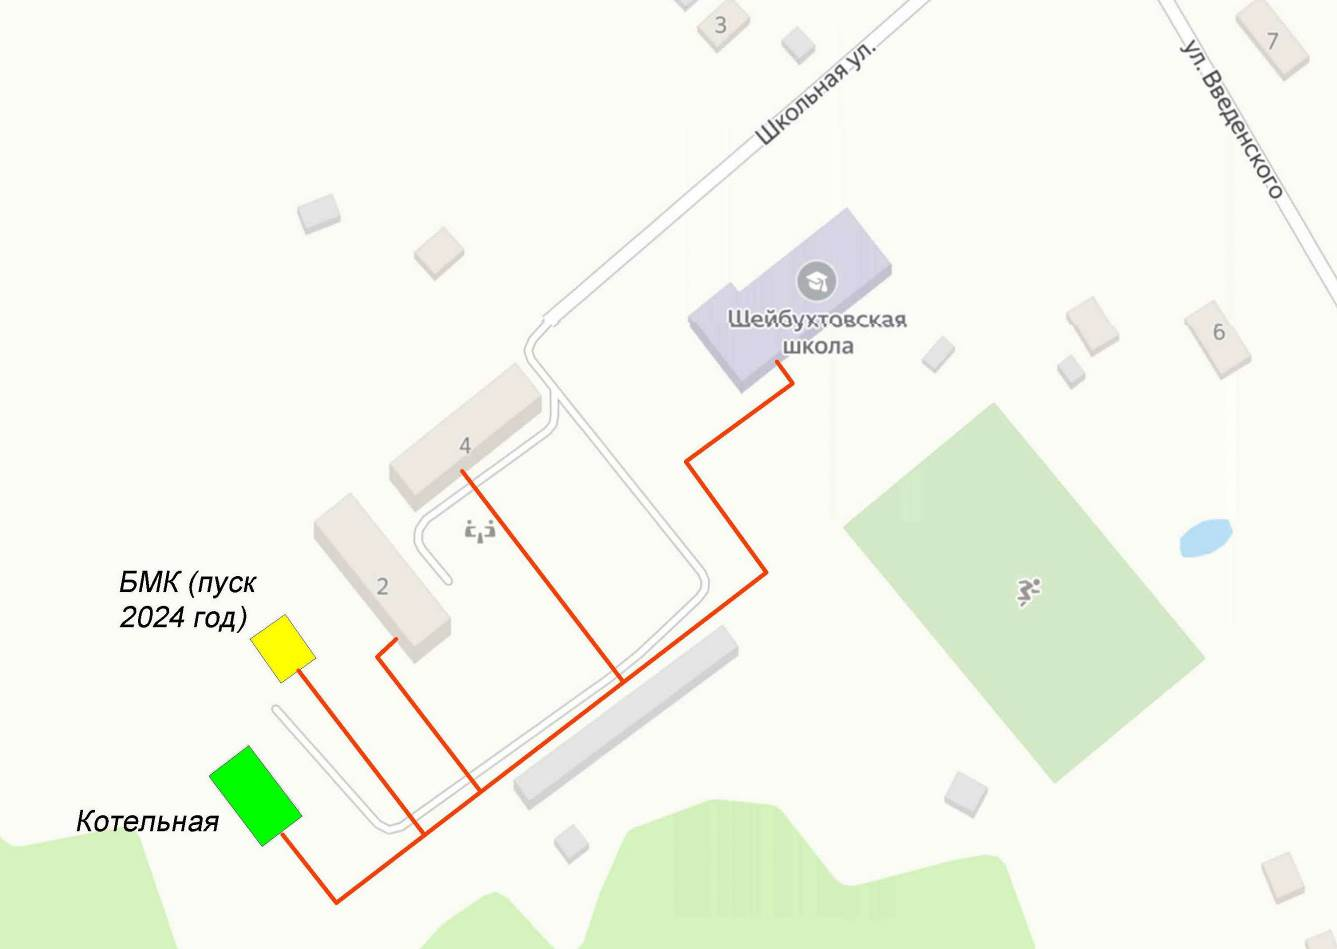 3
7
Школьная ул.
ул. Введенского
Шейбухтовская
школа
6
4
2
БМК (пуск
2024 год)
Котельная